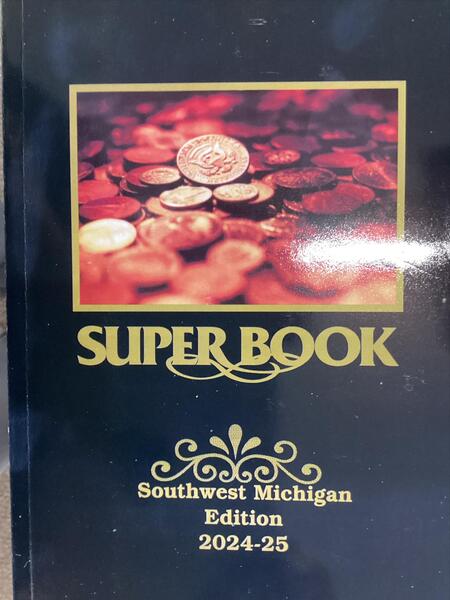 SUPER BOOK
Southwest Michigan
Edition
2024-25